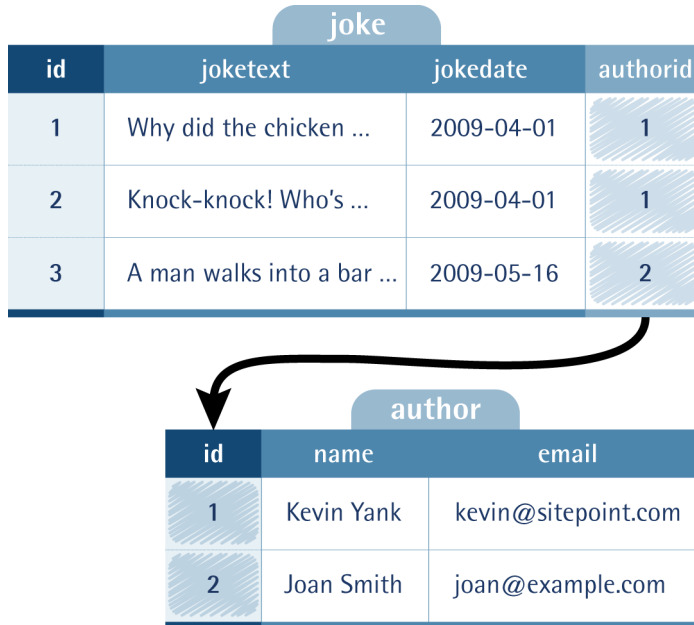 joke
id joketext jokedate authorid
1 Why did the chicken ... 2009-04-01 1
2 Knock-knock! Who's ... 2009-04-01 1
3 A man walks into a bar ... 2009-05-16 2
author
id name email
1 Kevin Yank kevin@sitepoint.com
2 Joan Smith joan@example.com